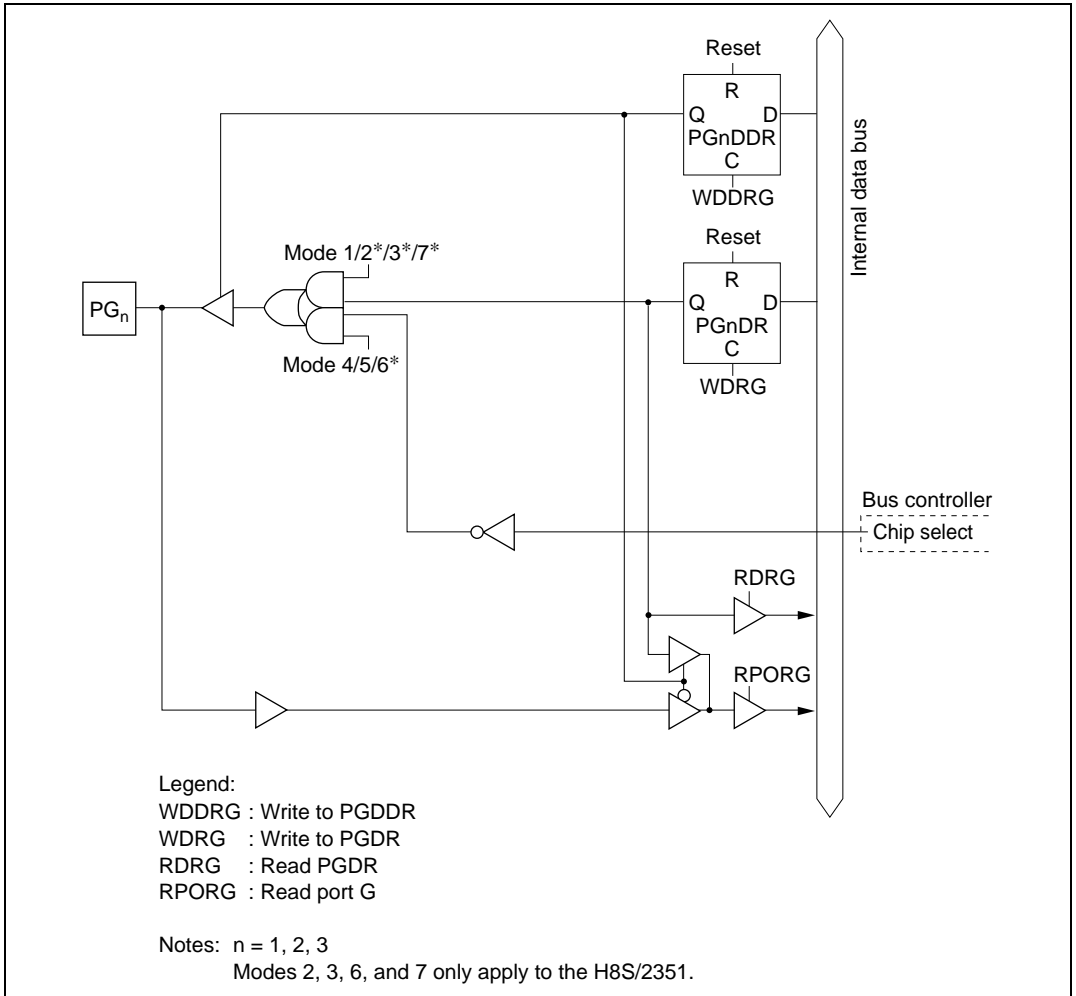 Reset
R
Q D
PGnDDR
C
WDDRG
Internal data bus
Reset
R
Q D
PGnDR
C
WDRG
Mode 1/2*/3*/7*
PGn
Mode 4/5/6*
Bus controller
Chip select
RDRG
RPORG
Legend:
WDDRG : Write to PGDDR
WDRG : Write to PGDR
RDRG : Read PGDR
RPORG : Read port G
Notes: n = 1, 2, 3
Modes 2, 3, 6, and 7 only apply to the H8S/2351.